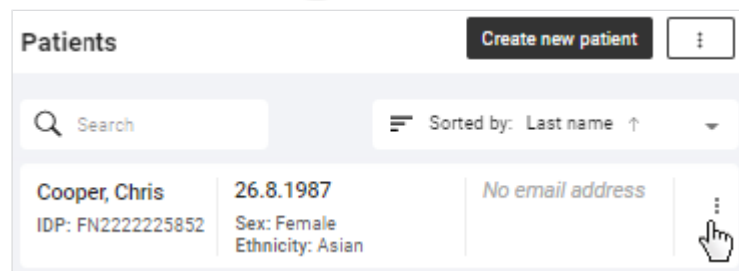 Patients
Create new patient
Search
Sorted by: Last name ↑
Cooper, Chris
IDP: FN2222225852
26.8.1987
Sex: Female
Ethnicity: Asian
No email address